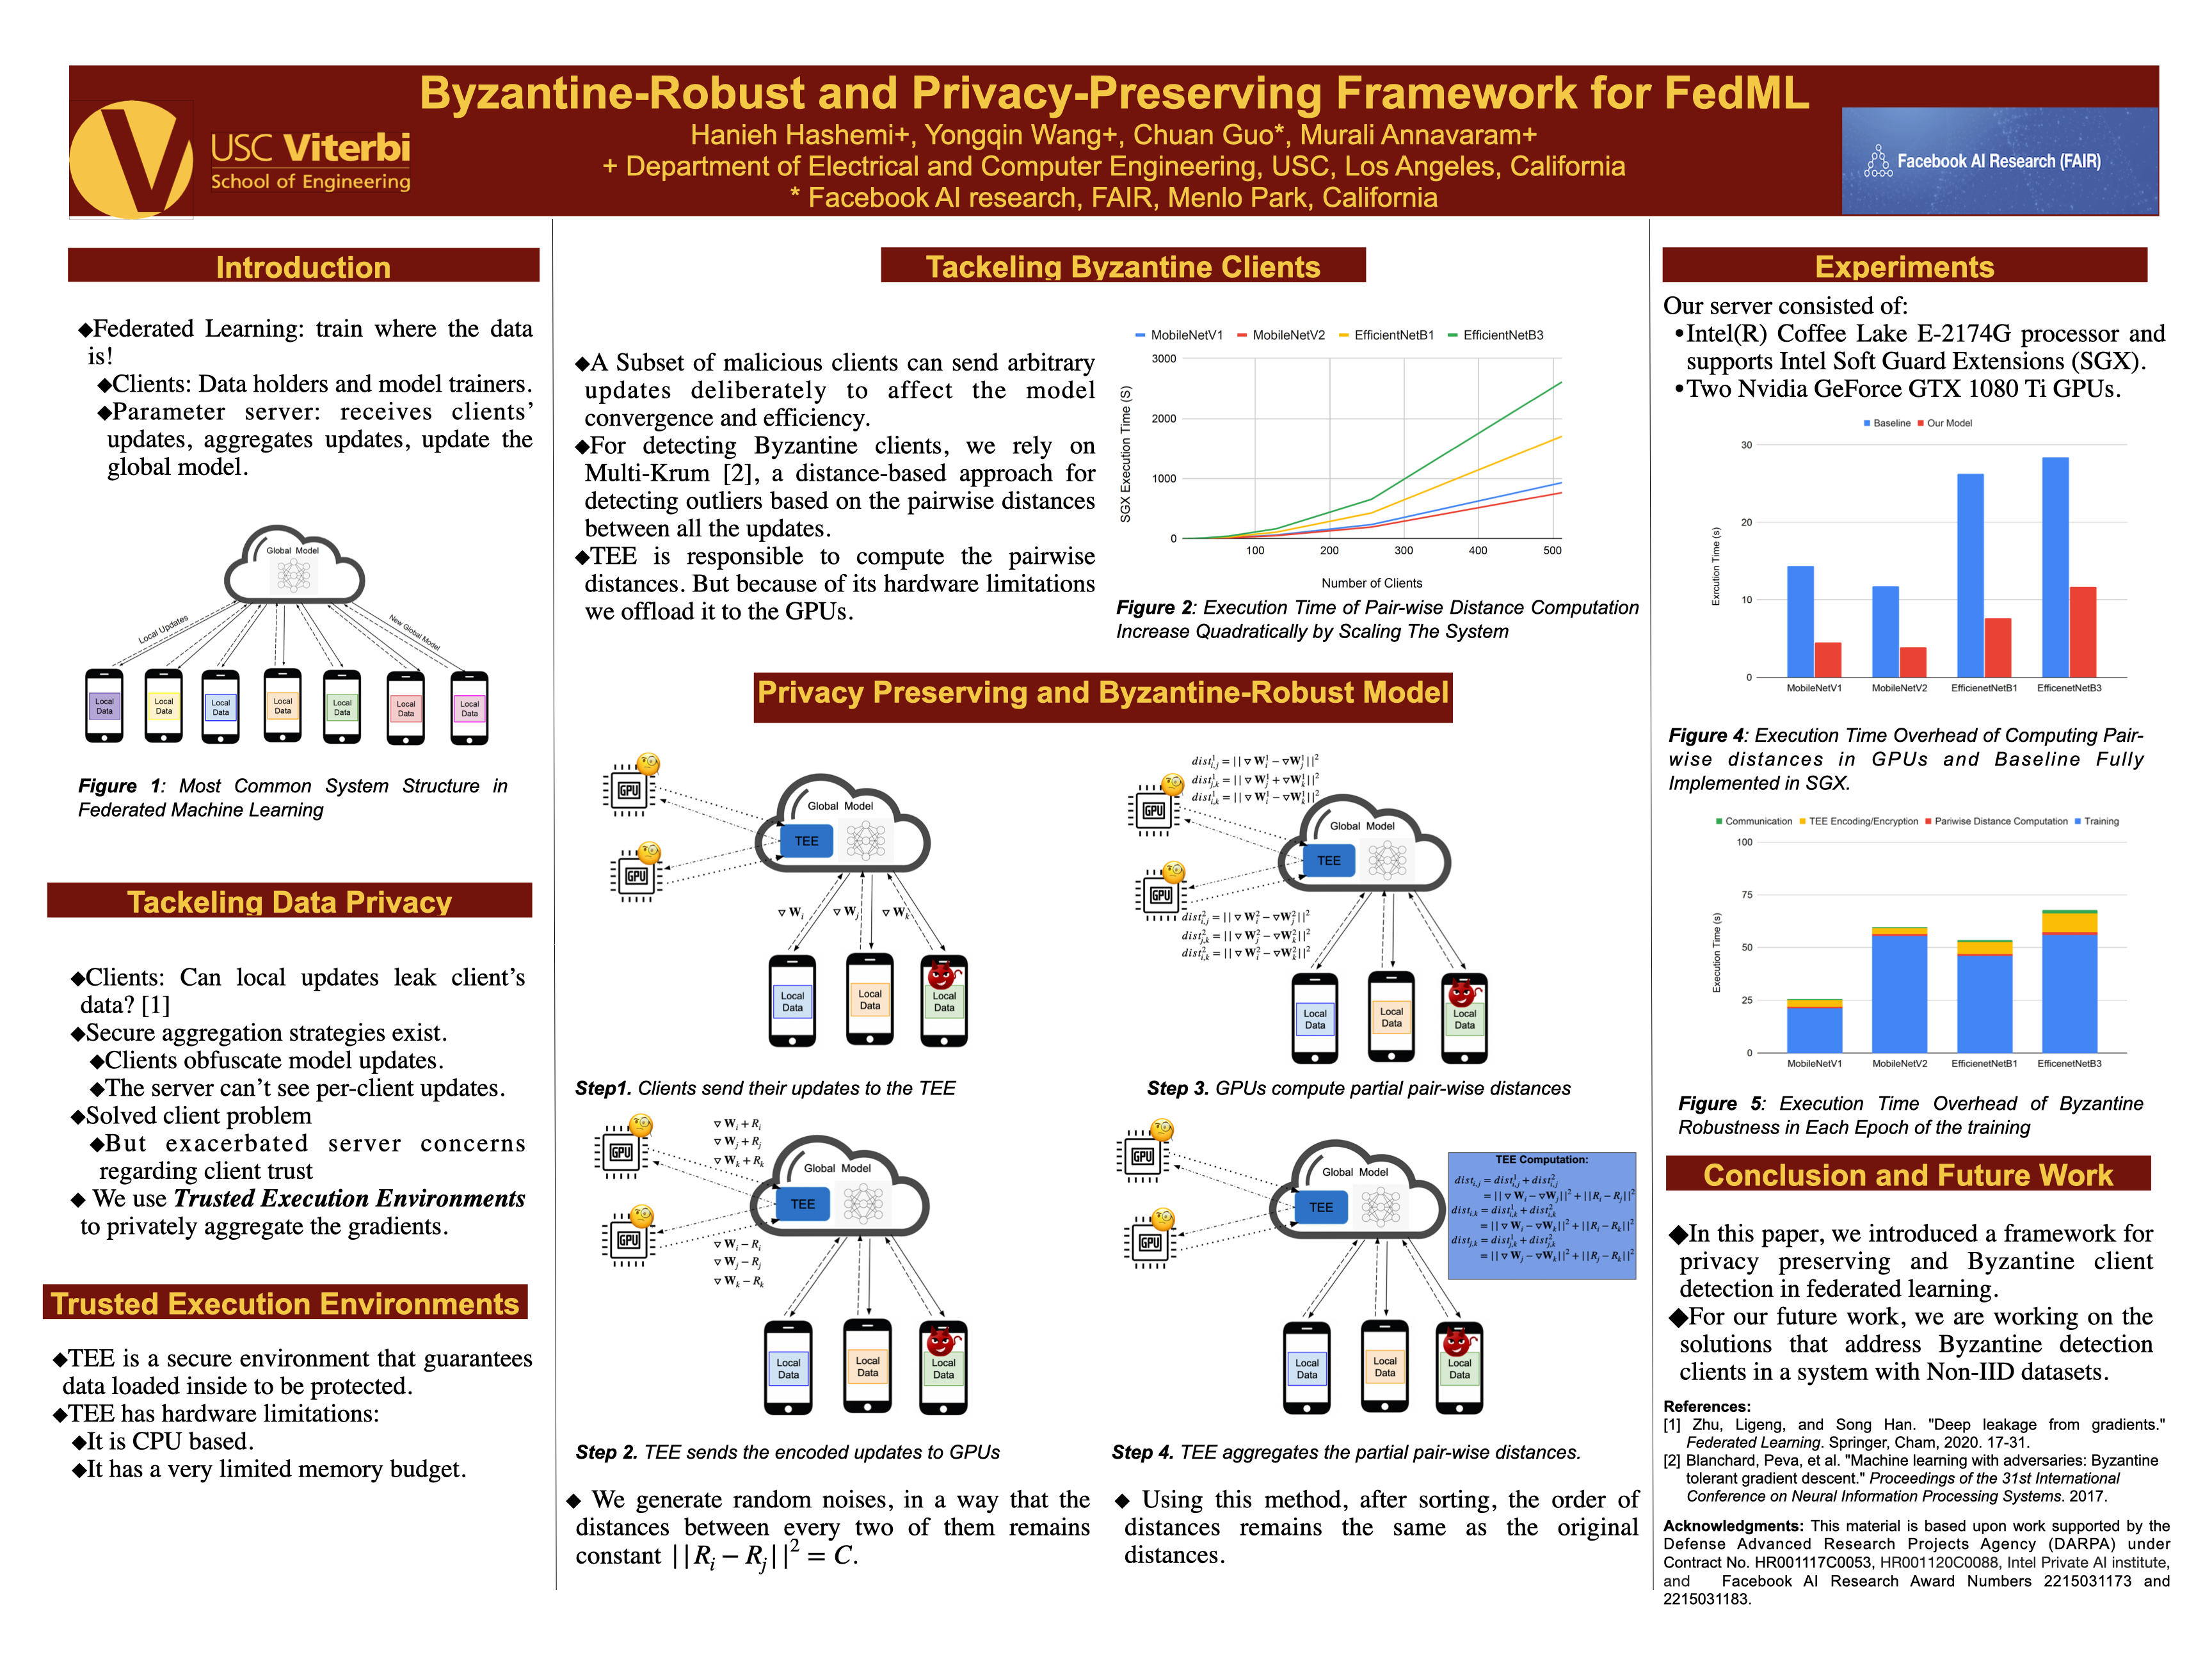 Byzantine-Robust and Privacy-Preserving Framework for FedML
Hanieh Hashemi+, Yongqin Wang+, Chuan Guo*, Murali Annavaram+
+ Department of Electrical and Computer Engineering, USC, Los Angeles, California
* Facebook AI research, FAIR, Menlo Park, California
USC Viterbi
School of Engineering
Facebook AI Research (FAIR)
Introduction
◆Federated Learning: train where the data
is!
◆Clients: Data holders and model trainers.
◆Parameter server: receives clients’
updates, aggregates updates, update the
global model.
Global Model
Local Updates
New Global Model
Local Data
Local Data
Local Data
Local Data
Local Data
Local Data
Local Data
Figure 1: Most Common System Structure in
Federated Machine Learning
Tackeling Data Privacy
◆Clients: Can local updates leak client’s
data? [1]
◆Secure aggregation strategies exist.
◆Clients obfuscate model updates.
◆The server can’t see per-client updates.
◆Solved client problem
◆But exacerbated server concerns
regarding client trust
◆ We use Trusted Execution Environments
to privately aggregate the gradients.
Trusted Execution Environments
◆TEE is a secure environment that guarantees
data loaded inside to be protected.
◆TEE has hardware limitations:
◆It is CPU based.
◆It has a very limited memory budget.
Tackeling Byzantine Clients
◆A Subset of malicious clients can send arbitrary
updates deliberately to affect the model
convergence and efficiency.
◆For detecting Byzantine clients, we rely on
Multi-Krum [2], a distance-based approach for
detecting outliers based on the pairwise distances
between all the updates.
◆TEE is responsible to compute the pairwise
distances. But because of its hardware limitations
we offload it to the GPUs.
MobileNetV1 MobileNetV2 EfficientNetB1 EfficientNetB3
SGX Execution Time (S)
3000
2000
1000
0
100 200 300 400 500
Number of Clients
Figure 2: Execution Time of Pair-wise Distance Computation
Increase Quadratically by Scaling The System
Privacy Preserving and Byzantine-Robust Model
GPU
GPU
Global Model
TEE
▽ W_i ▽ W_j ▽ W_k
Local Data
Local Data
Local Data
Step1. Clients send their updates to the TEE
dist^1_{i,j} = || ▽ W^1_i − ▽W^1_j||^2
dist^1_{j,k} = || ▽ W^1_j + ▽W^1_k||^2
dist^1_{i,k} = || ▽ W^1_i − ▽W^1_k||^2
GPU
GPU
Global Model
TEE
dist^2_{i,j} = || ▽ W^2_i − ▽W^2_j||^2
dist^2_{j,k} = || ▽ W^2_j − ▽W^2_k||^2
dist^2_{i,k} = || ▽ W^2_i − ▽W^2_k||^2
Local Data
Local Data
Local Data
Step 3. GPUs compute partial pair-wise distances
▽ W_i + R_i
▽ W_j + R_j
▽ W_k + R_k
GPU
GPU
Global Model
TEE
▽ W_i − R_i
▽ W_j − R_j
▽ W_k − R_k
Local Data
Local Data
Local Data
Step 2. TEE sends the encoded updates to GPUs
GPU
GPU
Global Model
TEE
TEE Computation:
dist_{i,j} = dist^1_{i,j} + dist^2_{i,j}
= || ▽ W_i − ▽W_j||^2 + ||R_i − R_j||^2
dist_{i,k} = dist^1_{i,k} + dist^2_{i,k}
= || ▽ W_i − ▽W_k||^2 + ||R_i − R_k||^2
dist_{j,k} = dist^1_{j,k} + dist^2_{j,k}
= || ▽ W_j − ▽W_k||^2 + ||R_j − R_k||^2
Local Data
Local Data
Local Data
Step 4. TEE aggregates the partial pair-wise distances.
◆ We generate random noises, in a way that the
distances between every two of them remains
constant ||R_i − R_j||^2 = C.
◆ Using this method, after sorting, the order of
distances remains the same as the original
distances.
Experiments
Our server consisted of:
•Intel(R) Coffee Lake E-2174G processor and
supports Intel Soft Guard Extensions (SGX).
•Two Nvidia GeForce GTX 1080 Ti GPUs.
Baseline Our Model
Exrcution Time (s)
30
20
10
0
MobileNetV1 MobileNetV2 EfficienetNetB1 EfficenetNetB3
Figure 4: Execution Time Overhead of Computing Pair-
wise distances in GPUs and Baseline Fully
Implemented in SGX.
Communication TEE Encoding/Encryption Pariwise Distance Computation Training
Execution Time (s)
100
75
50
25
0
MobileNetV1 MobileNetV2 EfficienetNetB1 EfficenetNetB3
Figure 5: Execution Time Overhead of Byzantine
Robustness in Each Epoch of the training
Conclusion and Future Work
◆In this paper, we introduced a framework for
privacy preserving and Byzantine client
detection in federated learning.
◆For our future work, we are working on the
solutions that address Byzantine detection
clients in a system with Non-IID datasets.
References:
[1] Zhu, Ligeng, and Song Han. "Deep leakage from gradients."
Federated Learning. Springer, Cham, 2020. 17-31.
[2] Blanchard, Peva, et al. "Machine learning with adversaries: Byzantine
tolerant gradient descent." Proceedings of the 31st International
Conference on Neural Information Processing Systems. 2017.
Acknowledgments: This material is based upon work supported by the
Defense Advanced Research Projects Agency (DARPA) under
Contract No. HR001117C0053, HR001120C0088, Intel Private AI institute,
and Facebook AI Research Award Numbers 2215031173 and
2215031183.